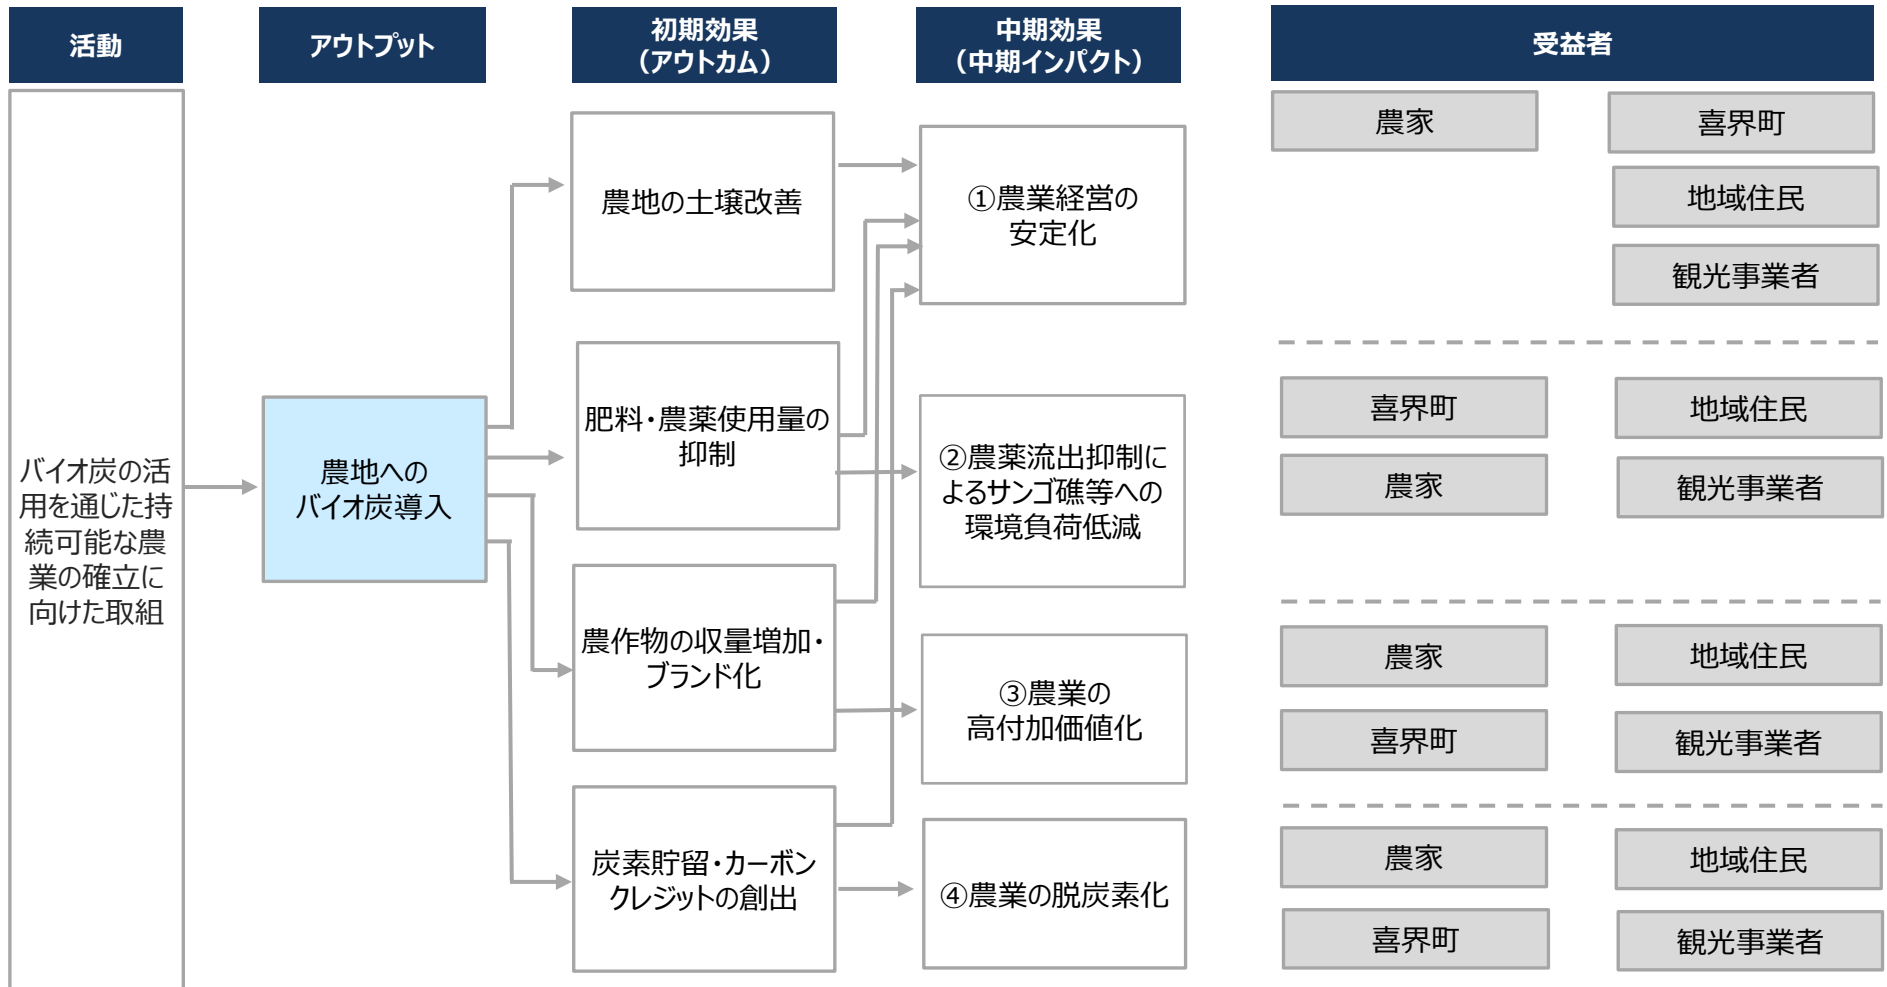 活動
アウトプット
初期効果
（アウトカム）
中期効果
（中期インパクト）
受益者
バイオ炭の活
用を通じた持
続可能な農
業の確立に
向けた取組
農地への
バイオ炭導入
農地の土壌改善
肥料・農薬使用量の
抑制
農作物の収量増加・
ブランド化
炭素貯留・カーボン
クレジットの創出
①農業経営の
安定化
②農薬流出抑制に
よるサンゴ礁等への
環境負荷低減
③農業の
高付加価値化
④農業の脱炭素化
農家
喜界町
地域住民
観光事業者
喜界町
地域住民
農家
観光事業者
農家
地域住民
喜界町
観光事業者
農家
地域住民
喜界町
観光事業者